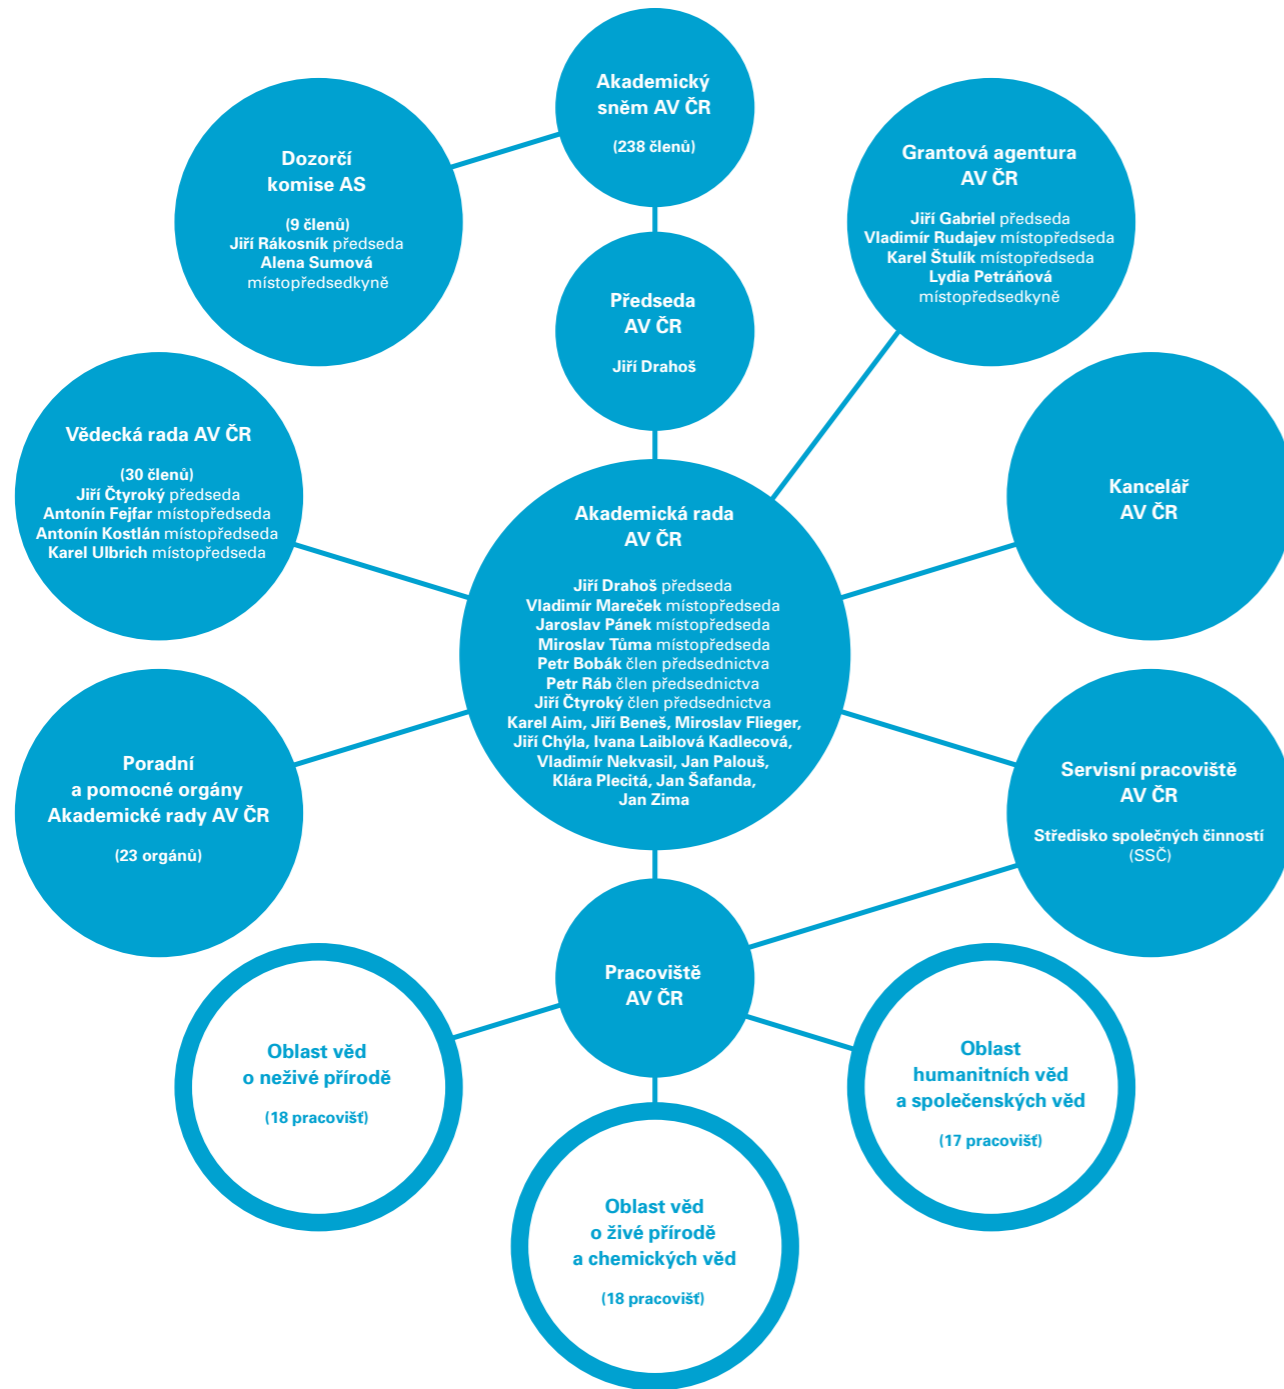 Akademický
sněm AV ČR
(238 členů)
Dozorčí
komise AS
(9 členů)
Jiří Rákosník předseda
Alena Sumová
místopředsedkyně
Grantová agentura
AV ČR
Jiří Gabriel předseda
Vladimír Rudajev místopředseda
Karel Štulík místopředseda
Lydia Petráňová
místopředsedkyně
Předseda
AV ČR
Jiří Drahoš
Vědecká rada AV ČR
(30 členů)
Jiří Čtyroký předseda
Antonín Fejfar místopředseda
Antonín Kostlán místopředseda
Karel Ulbrich místopředseda
Kancelář
AV ČR
Akademická rada
AV ČR
Jiří Drahoš předseda
Vladimír Mareček místopředseda
Jaroslav Pánek místopředseda
Miroslav Tůma místopředseda
Petr Bobák člen předsednictva
Petr Ráb člen předsednictva
Jiří Čtyroký člen předsednictva
Karel Aim, Jiří Beneš, Miroslav Flieger,
Jiří Chýla, Ivana Laiblová Kadlecová,
Vladimír Nekvasil, Jan Palouš,
Klára Plecitá, Jan Šafanda,
Jan Zima
Poradní
a pomocné orgány
Akademické rady AV ČR
(23 orgánů)
Servisní pracoviště
AV ČR
Středisko společných činností
(SSČ)
Pracoviště
AV ČR
Oblast věd
o neživé přírodě
(18 pracovišť)
Oblast
humanitních věd
a společenských věd
(17 pracovišť)
Oblast věd
o živé přírodě
a chemických věd
(18 pracovišť)